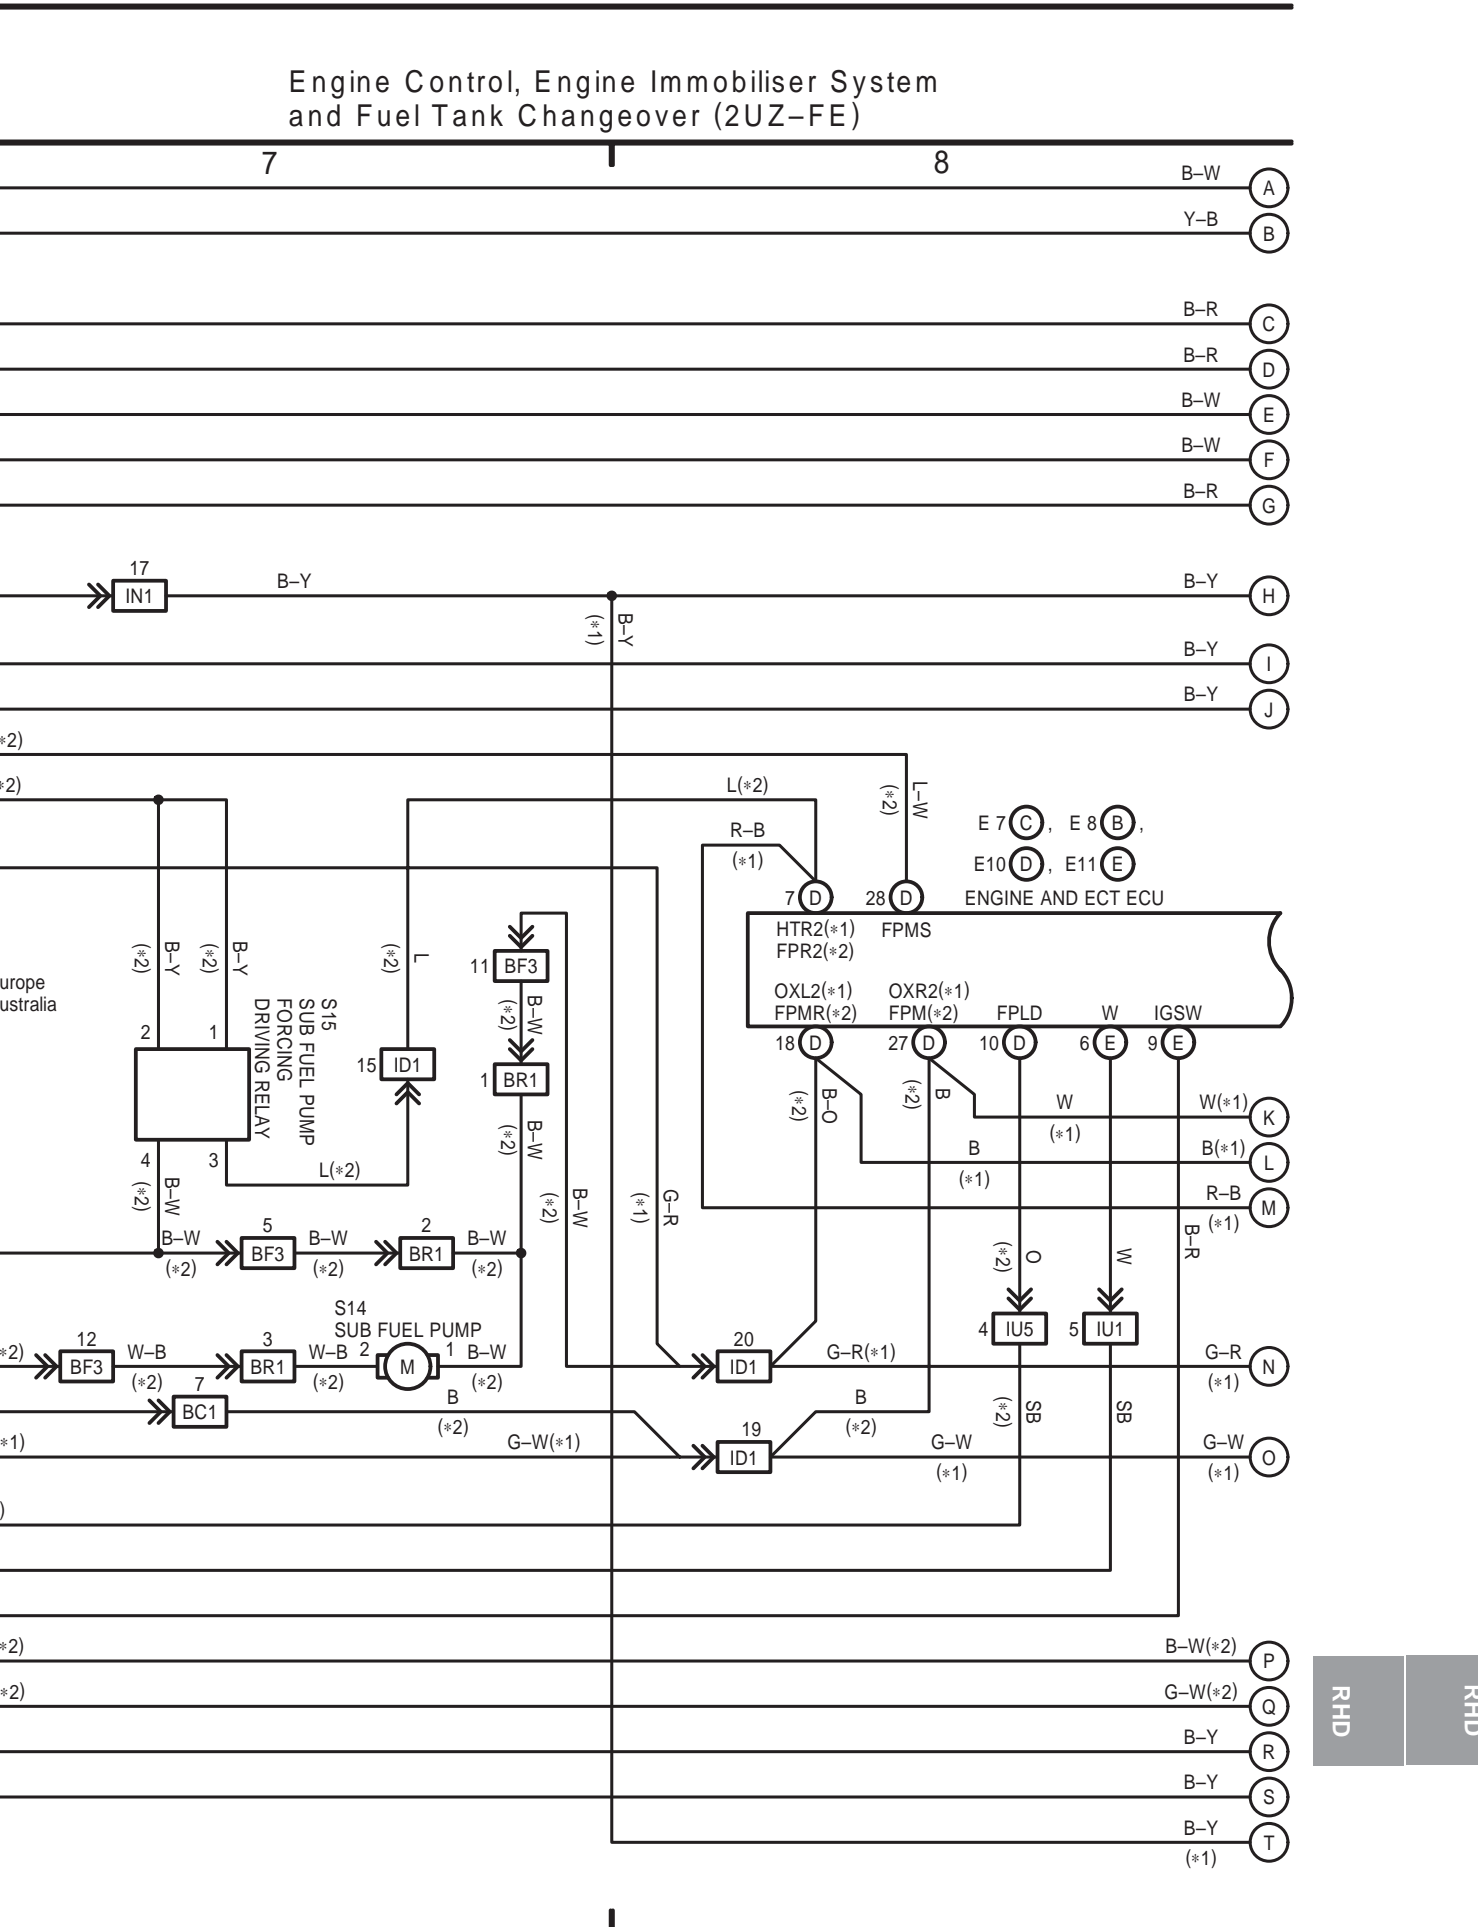 Engine Control, Engine Immobiliser System
and Fuel Tank Changeover (2UZ–FE)
7
8
B–W
A
Y–B
B
B–R
C
B–R
D
B–W
E
B–W
F
B–R
G
17
IN1
B–Y
B–Y
H
B–Y
(*1)
B–Y
I
B–Y
J
*2)
*2)
L(*2)
L–W
(*2)
R–B
(*1)
E 7 C , E 8 B ,
E10 D , E11 E
ENGINE AND ECT ECU
7 D
28 D
HTR2(*1)
FPR2(*2)
FPMS
OXL2(*1)
FPMR(*2)
OXR2(*1)
FPM(*2)
FPLD
W
IGSW
18 D
27 D
10 D
6 E
9 E
B–Y
(*2)
B–Y
(*2)
L
(*2)
11 BF3
B–W
(*2)
urope
ustralia
2
1
S15
SUB FUEL PUMP
FORCING
DRIVING RELAY
15 ID1
1 BR1
B–W
(*2)
4
3
L(*2)
B–W
(*2)
B–O
(*2)
B
(*2)
W
(*1)
W(*1)
K
B
(*1)
B(*1)
L
R–B
(*1)
M
B–W
(*2)
G–R
(*1)
B–W
(*2)
5
BF3
B–W
(*2)
2
BR1
B–W
(*2)
O
(*2)
W
B–R
4 IU5
5 IU1
S14
SUB FUEL PUMP
*2)
12
BF3
W–B
(*2)
3
BR1
W–B
(*2)
2
M
1
B–W
(*2)
20
ID1
G–R(*1)
G–R
(*1)
N
7
BC1
B
(*2)
B
(*2)
SB
(*2)
SB
*1)
G–W(*1)
19
ID1
G–W
(*1)
G–W
(*1)
O
)
*2)
B–W(*2)
P
*2)
G–W(*2)
Q
B–Y
R
B–Y
S
B–Y
(*1)
T
RHD
RHD